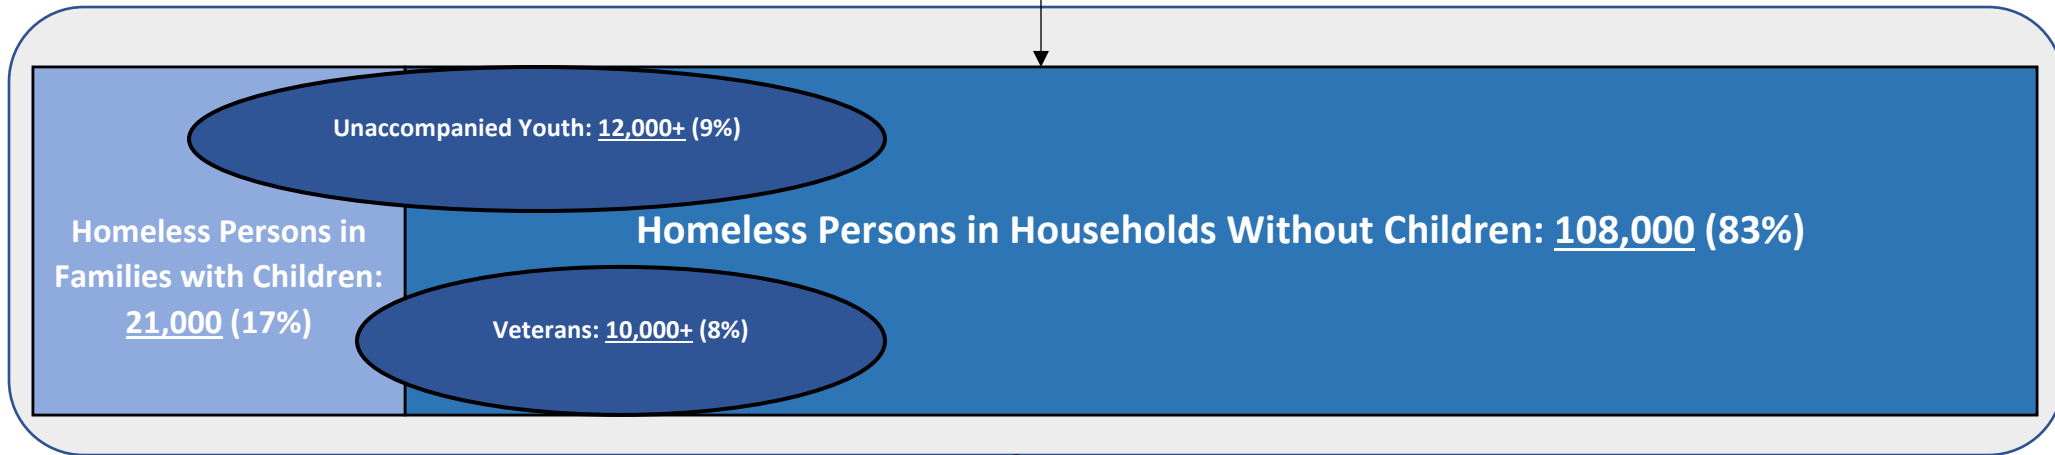 Unaccompanied Youth: 12,000+ (9%)
Homeless Persons in
Families with Children:
21,000 (17%)
Homeless Persons in Households Without Children: 108,000 (83%)
Veterans: 10,000+ (8%)